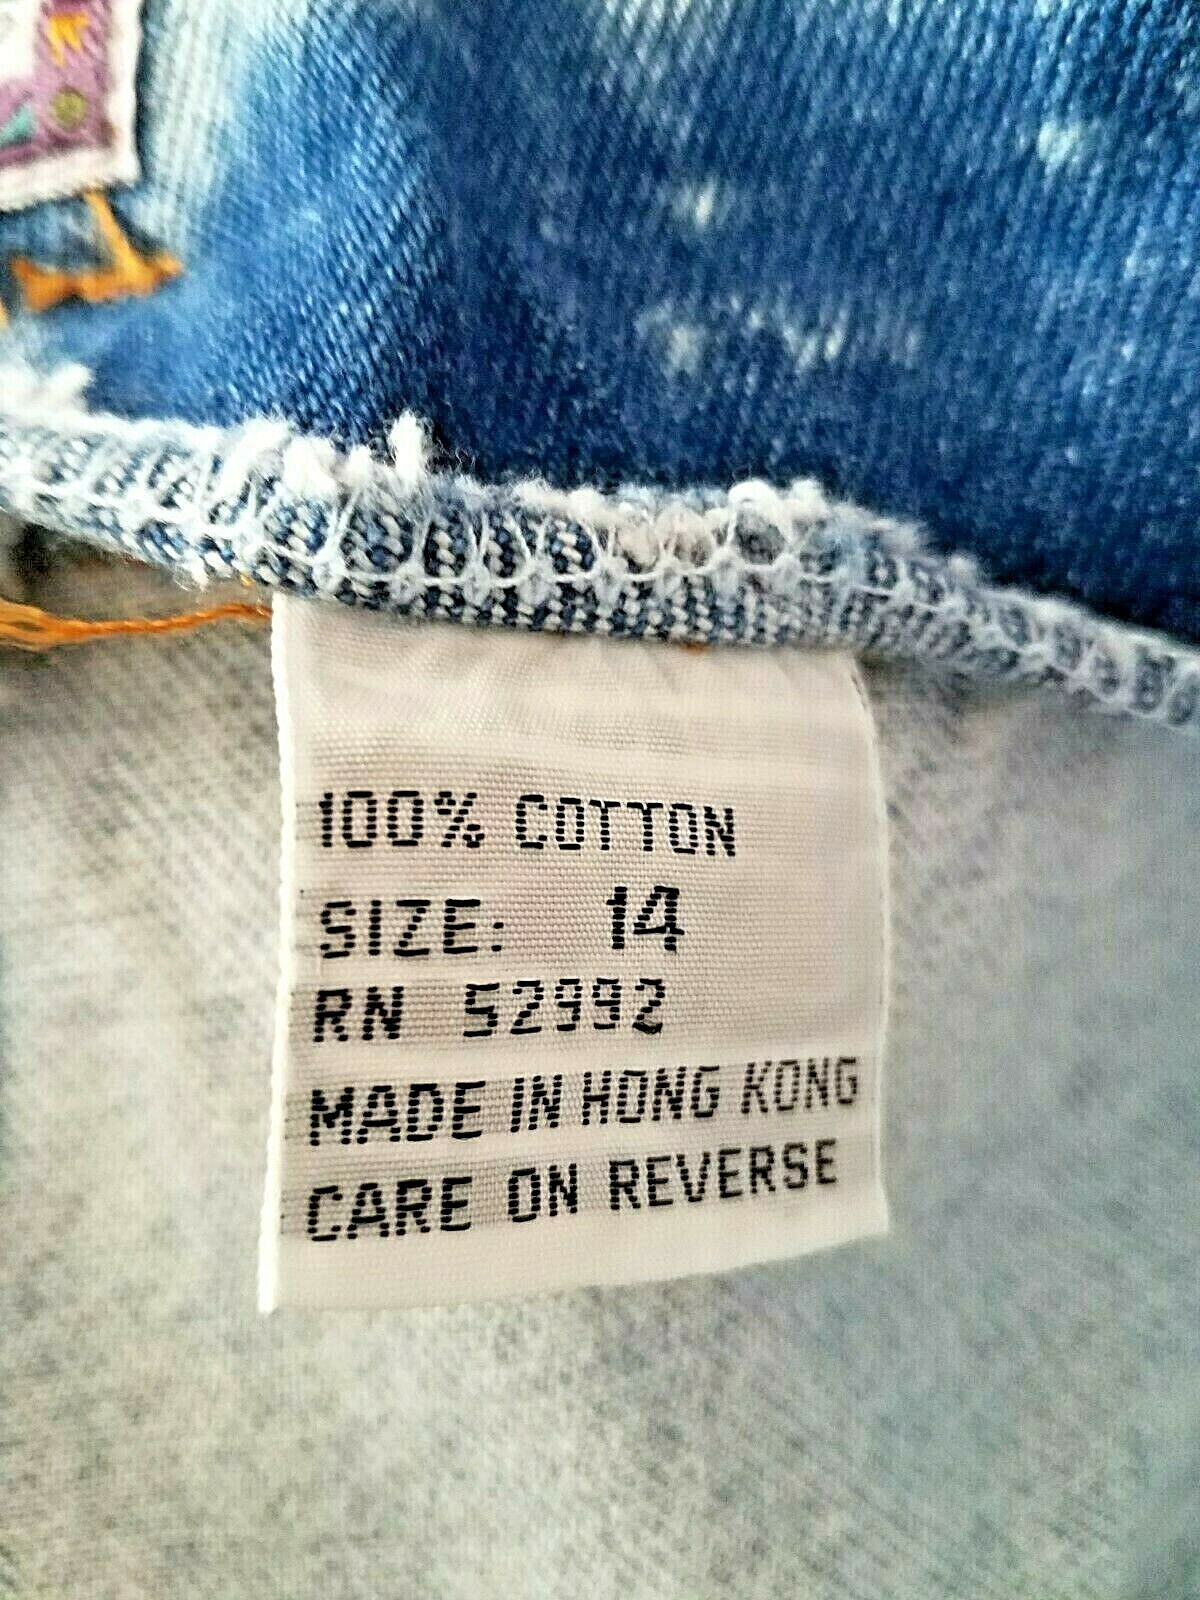 100% COTTON
SIZE: 14
RN 52992
MADE IN HONG KONG
CARE ON REVERSE